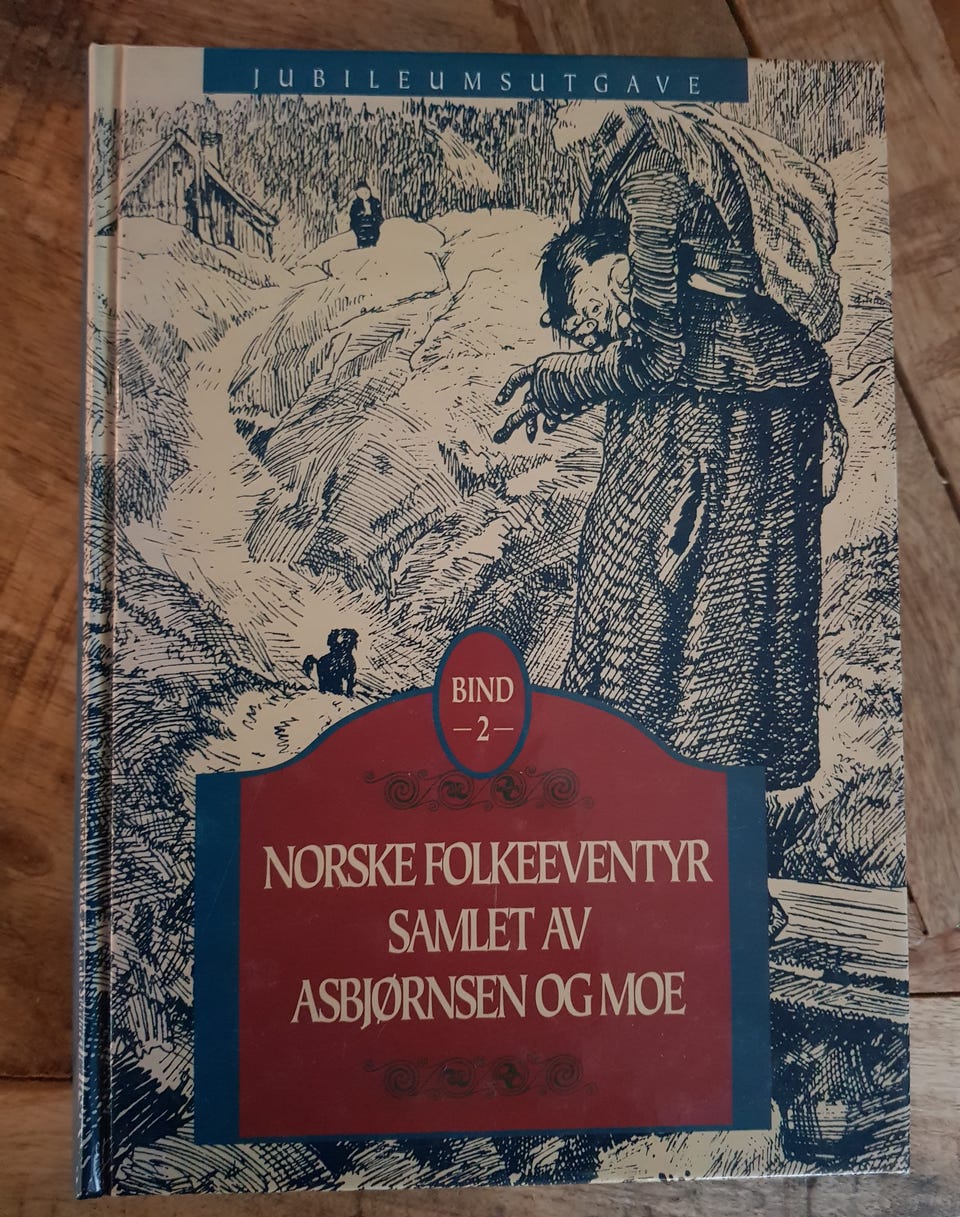 JUBILEUMSUTGAVE
BIND
–2–
NORSKE FOLKEEVENTYR
SAMLET AV
ASBJØRNSEN OG MOE